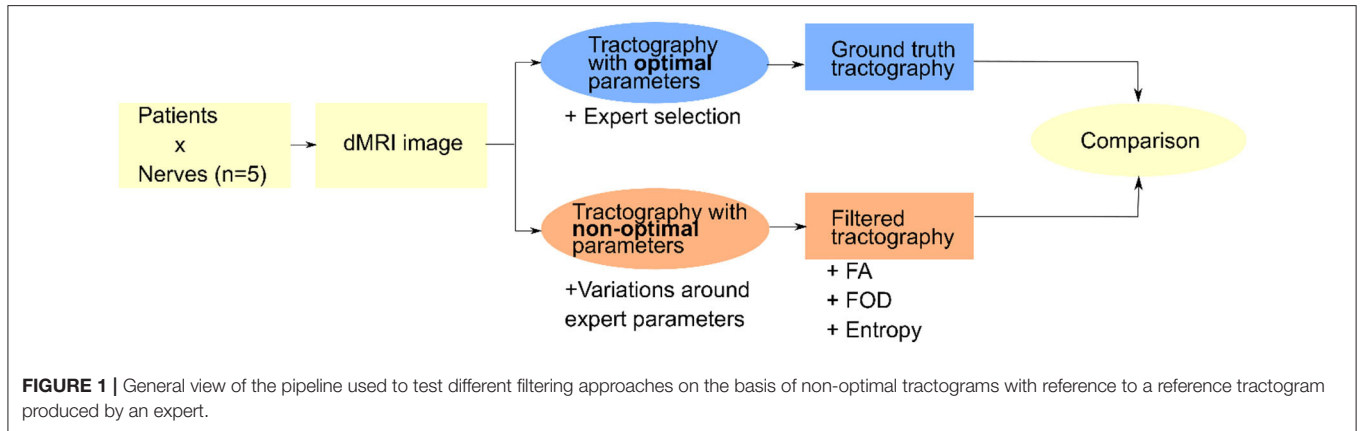 Patients
x
Nerves (n=5)
dMRI image
Tractography
with optimal
parameters
+ Expert selection
Ground truth
tractography
Tractography with
non-optimal
parameters
+Variations around
expert parameters
Filtered
tractography
+ FA
+ FOD
+ Entropy
Comparison
FIGURE 1 | General view of the pipeline used to test different filtering approaches on the basis of non-optimal tractograms with reference to a reference tractogram
produced by an expert.